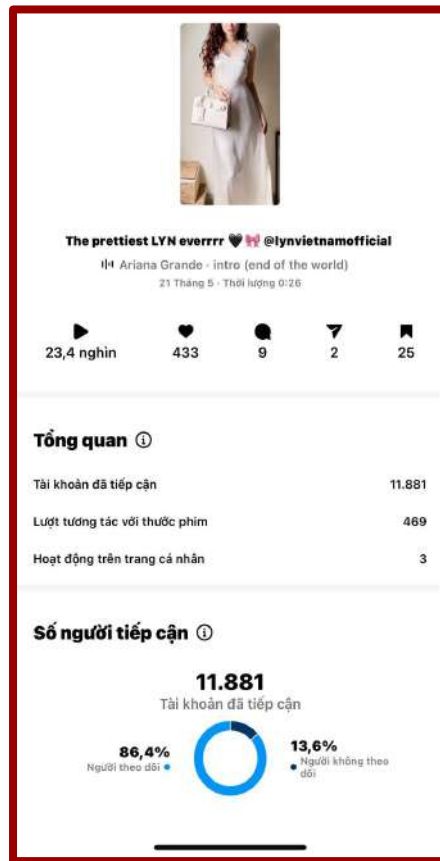 The prettiest LYN everrrr 🖤🎀 @lynvietnamofficial
Ariana Grande · intro (end of the world)
21 Tháng 5 · Thời lượng 0:26
23,4 nghìn 433 9 2 25
Tổng quan
Tài khoản đã tiếp cận 11.881
Lượt tương tác với thước phim 469
Hoạt động trên trang cá nhân 3
Số người tiếp cận
11.881
Tài khoản đã tiếp cận
86,4%
Người theo dõi
13,6%
Người không theo
dõi